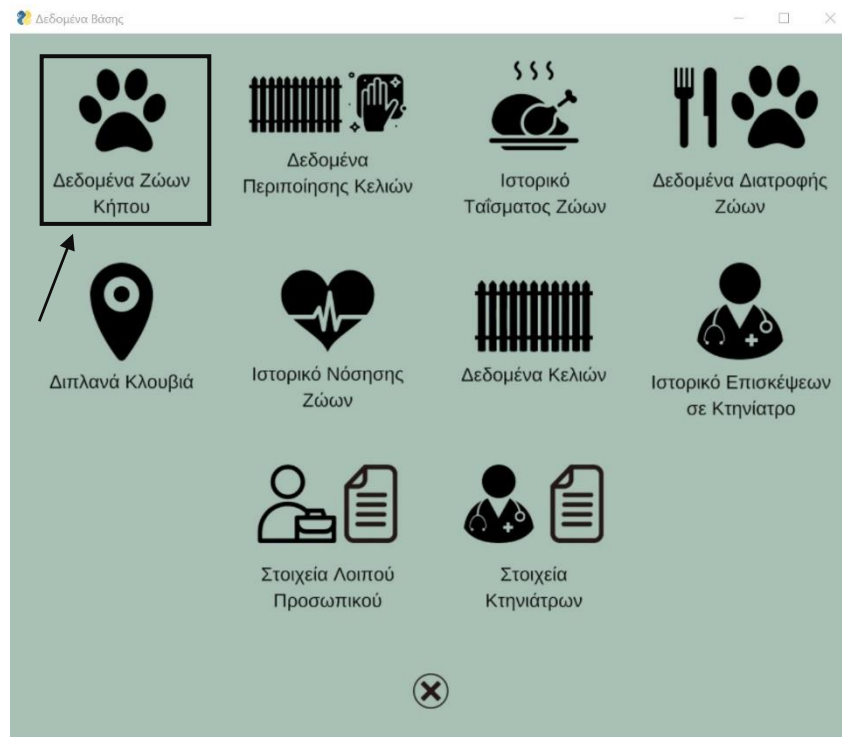 Δεδομένα Βάσης
Δεδομένα Ζώων
Κήπου
Δεδομένα
Περιποίησης Κελιών
Ιστορικό
Ταΐσματος Ζώων
Δεδομένα Διατροφής
Ζώων
Διπλανά Κλουβιά
Ιστορικό Νόσησης
Ζώων
Δεδομένα Κελιών
Ιστορικό Επισκέψεων
σε Κτηνίατρο
Στοιχεία Λοιπού
Προσωπικού
Στοιχεία
Κτηνιάτρων